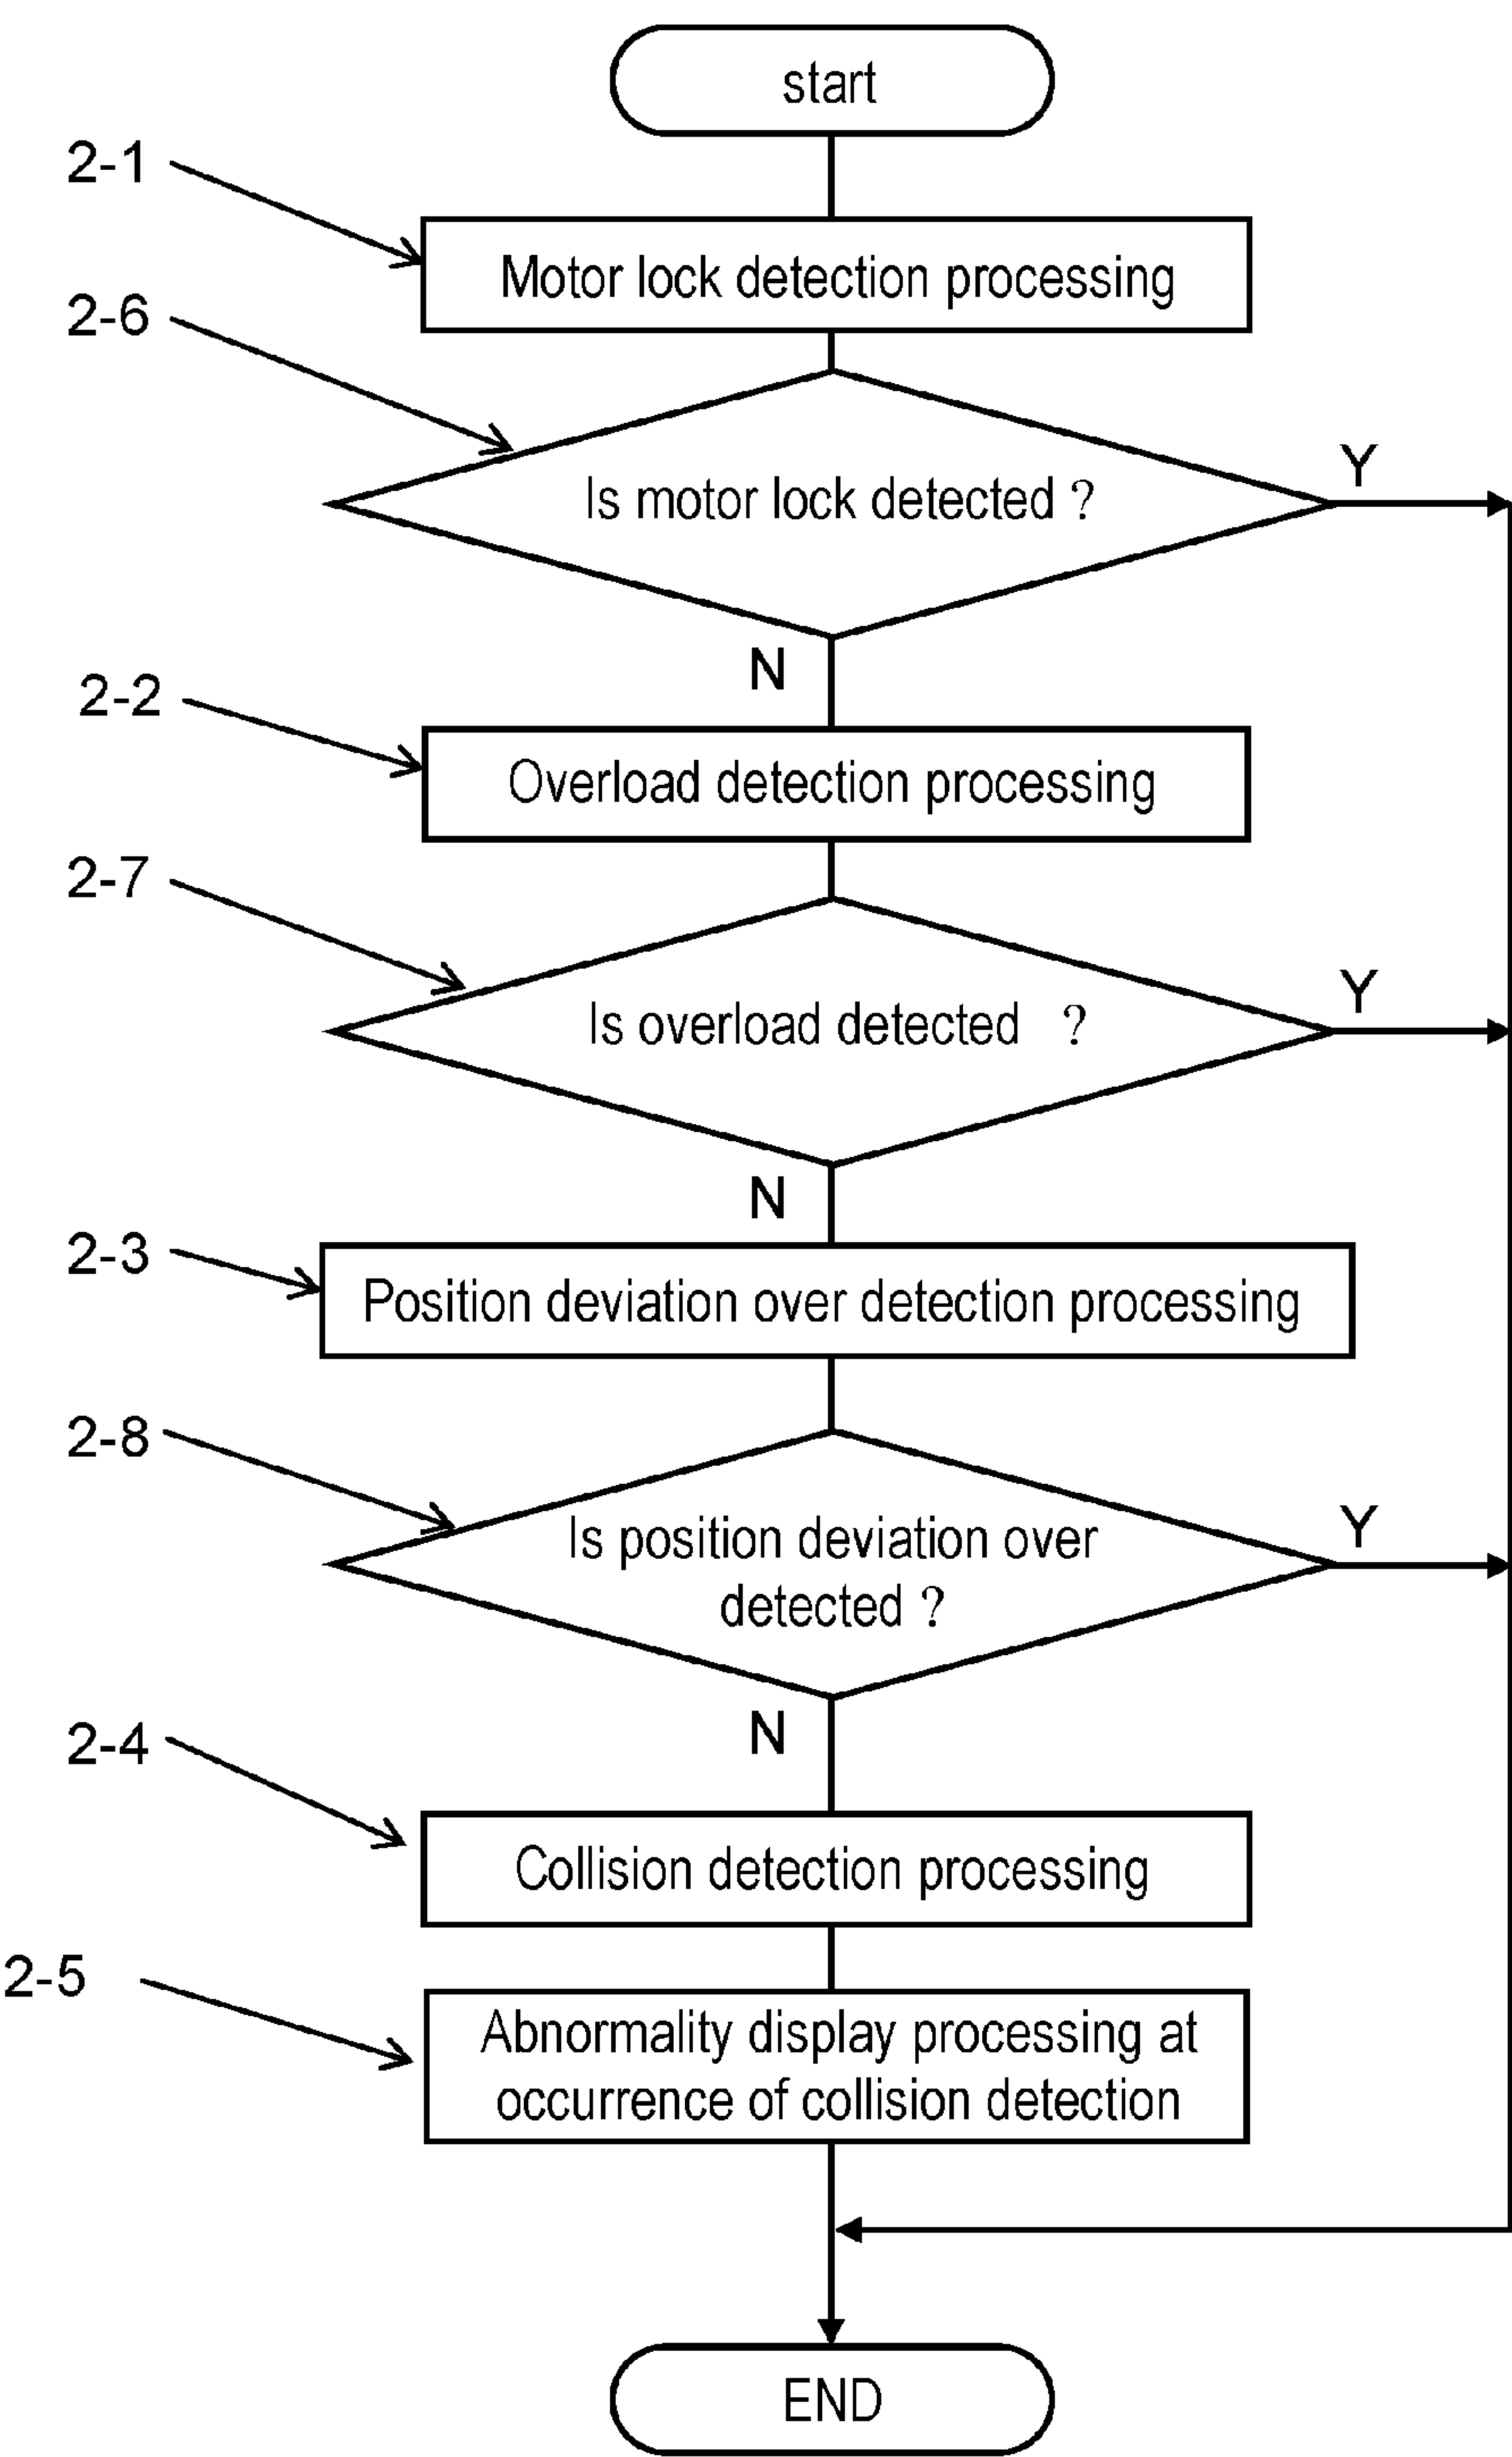 start
2-1
Motor lock detection processing
2-6
Is motor lock detected ?
Y
N
2-2
Overload detection processing
2-7
Is overload detected ?
Y
N
2-3
Position deviation over detection processing
2-8
Is position deviation over
detected ?
Y
N
2-4
Collision detection processing
2-5
Abnormality display processing at
occurrence of collision detection
END